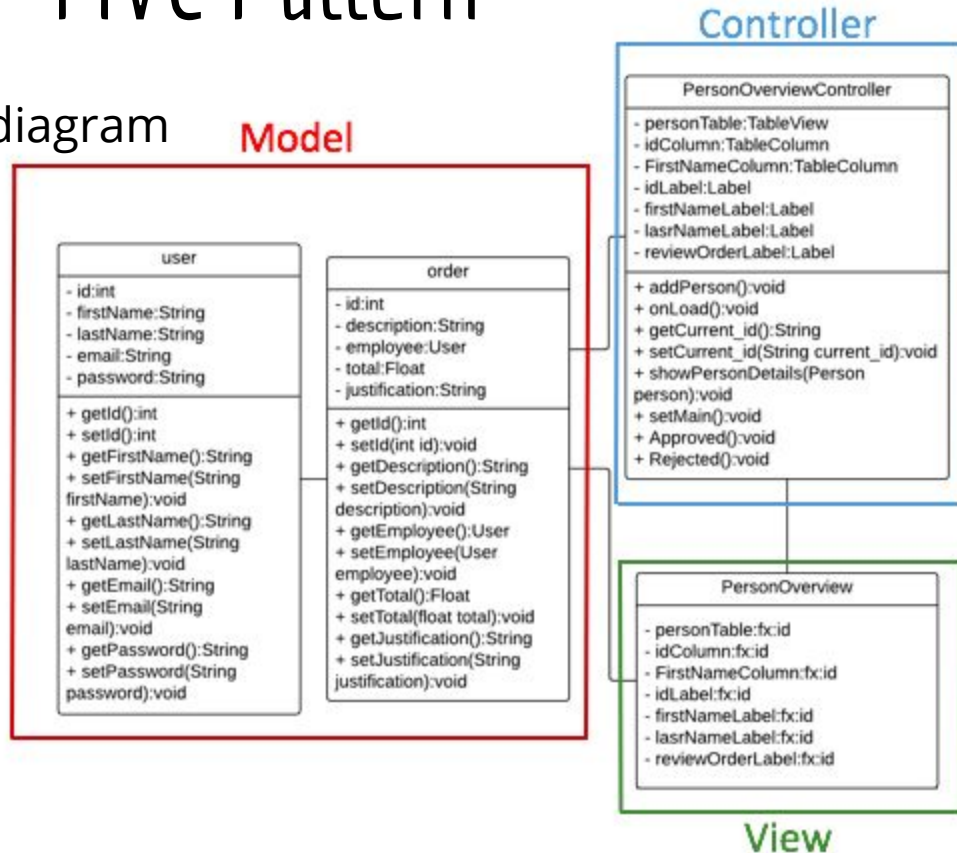 MVC Pattern
diagram
Model
user
- id:int
- firstName:String
- lastName:String
- email:String
- password:String
+ getId():int
+ setId():int
+ getFirstName():String
+ setFirstName(String
firstName):void
+ getLastName():String
+ setLastName(String
lastName):void
+ getEmail():String
+ setEmail(String
email):void
+ getPassword():String
+ setPassword(String
password):void
order
- id:int
- description:String
- employee:User
- total:Float
- justification:String
+ getId():int
+ setId(int id):void
+ getDescription():String
+ setDescription(String
description):void
+ getEmployee():User
+ setEmployee(User
employee):void
+ getTotal():Float
+ setTotal(float total):void
+ getJustification():String
+ setJustification(String
justification):void
Controller
PersonOverviewController
- personTable:TableView
- idColumn:TableColumn
- FirstNameColumn:TableColumn
- idLabel:Label
- firstNameLabel:Label
- lasrNameLabel:Label
- reviewOrderLabel:Label
+ addPerson():void
+ onLoad():void
+ getCurrent_id():String
+ setCurrent_id(String current_id):void
+ showPersonDetails(Person
person):void
+ setMain():void
+ Approved():void
+ Rejected():void
PersonOverview
- personTable:fx:id
- idColumn:fx:id
- FirstNameColumn:fx:id
- idLabel:fx:id
- firstNameLabel:fx:id
- lasrNameLabel:fx:id
- reviewOrderLabel:fx:id
View